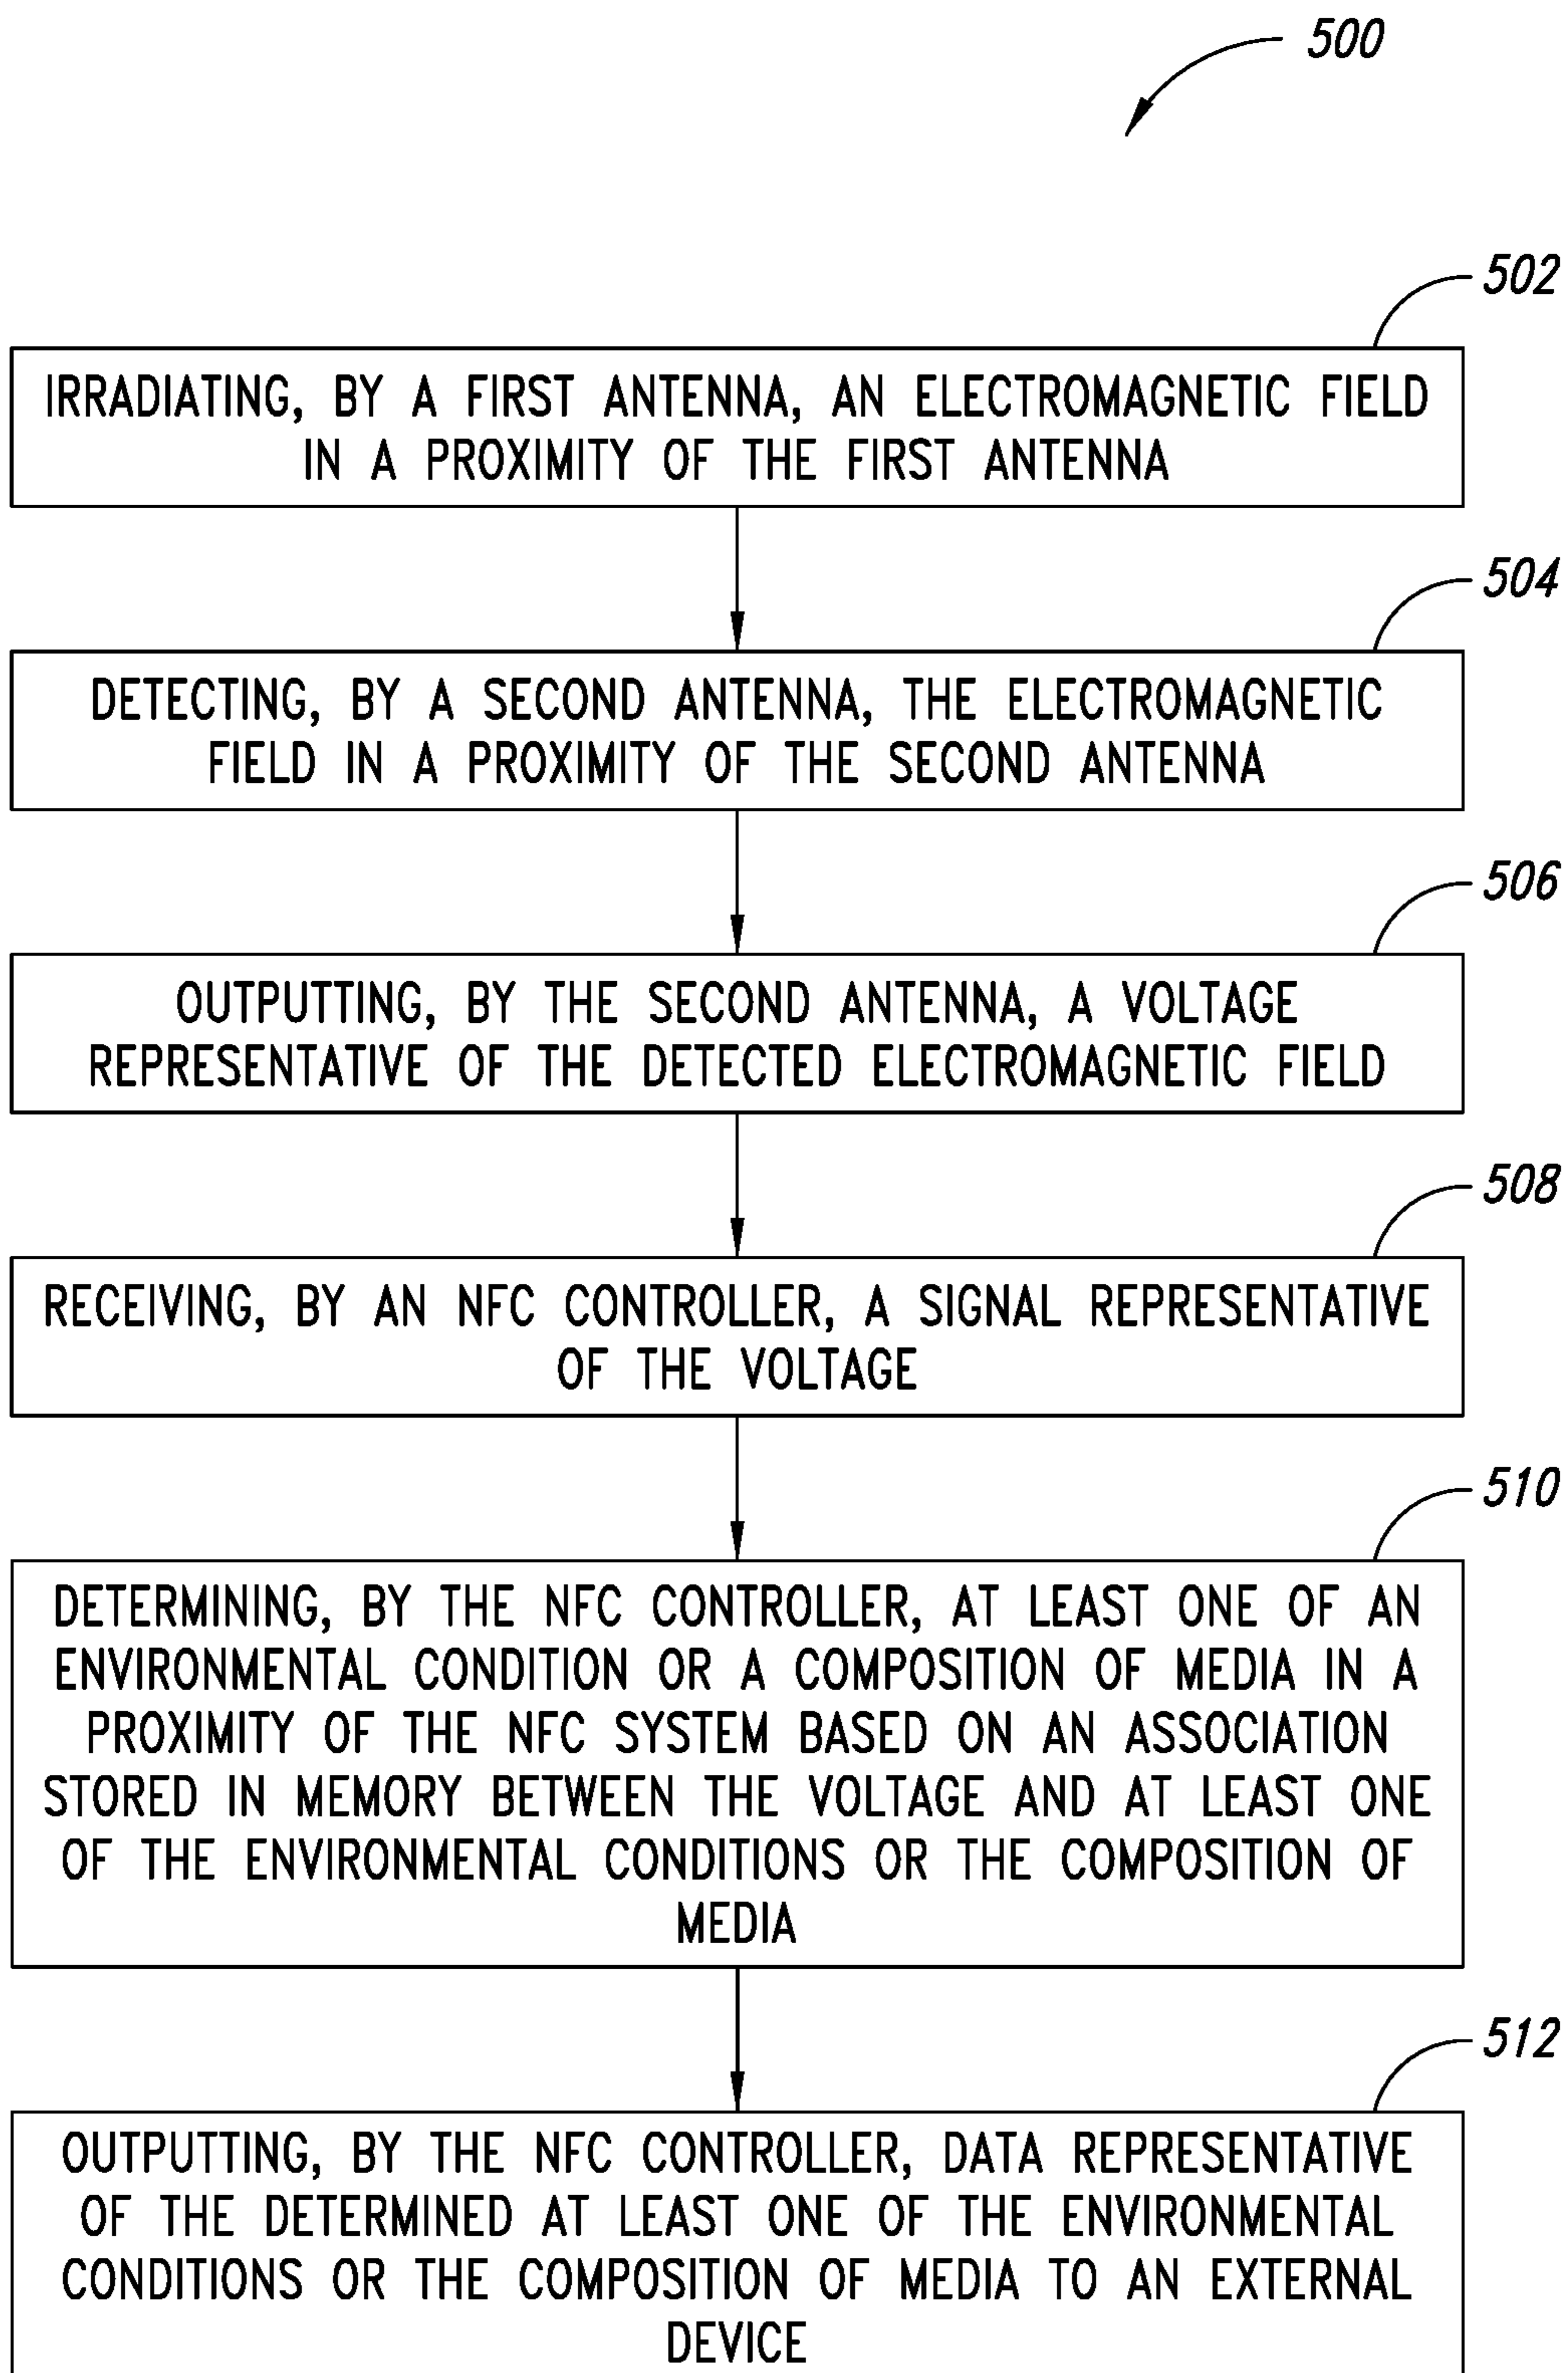 500
502
IRRADIATING, BY A FIRST ANTENNA, AN ELECTROMAGNETIC FIELD
IN A PROXIMITY OF THE FIRST ANTENNA
504
DETECTING, BY A SECOND ANTENNA, THE ELECTROMAGNETIC
FIELD IN A PROXIMITY OF THE SECOND ANTENNA
506
OUTPUTTING, BY THE SECOND ANTENNA, A VOLTAGE
REPRESENTATIVE OF THE DETECTED ELECTROMAGNETIC FIELD
508
RECEIVING, BY AN NFC CONTROLLER, A SIGNAL REPRESENTATIVE
OF THE VOLTAGE
510
DETERMINING, BY THE NFC CONTROLLER, AT LEAST ONE OF AN
ENVIRONMENTAL CONDITION OR A COMPOSITION OF MEDIA IN A
PROXIMITY OF THE NFC SYSTEM BASED ON AN ASSOCIATION
STORED IN MEMORY BETWEEN THE VOLTAGE AND AT LEAST ONE
OF THE ENVIRONMENTAL CONDITIONS OR THE COMPOSITION OF
MEDIA
512
OUTPUTTING, BY THE NFC CONTROLLER, DATA REPRESENTATIVE
OF THE DETERMINED AT LEAST ONE OF THE ENVIRONMENTAL
CONDITIONS OR THE COMPOSITION OF MEDIA TO AN EXTERNAL
DEVICE